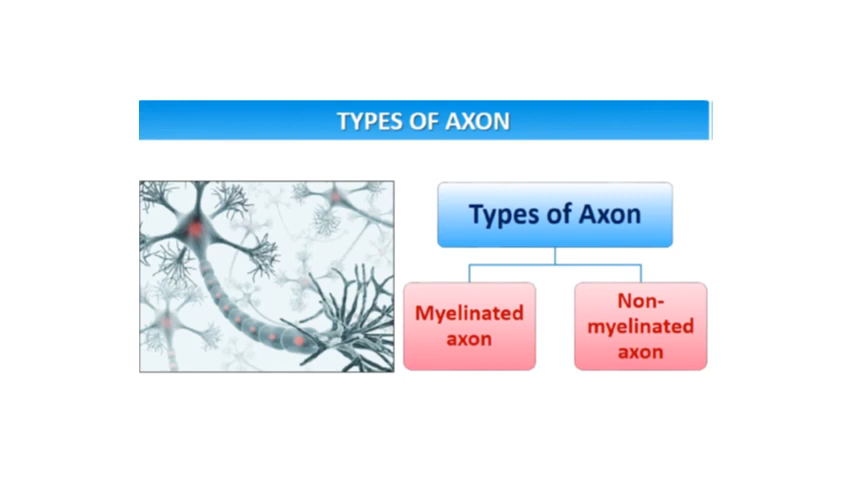 TYPES OF AXON
Types of Axon
Myelinated
axon
Non-
myelinated
axon